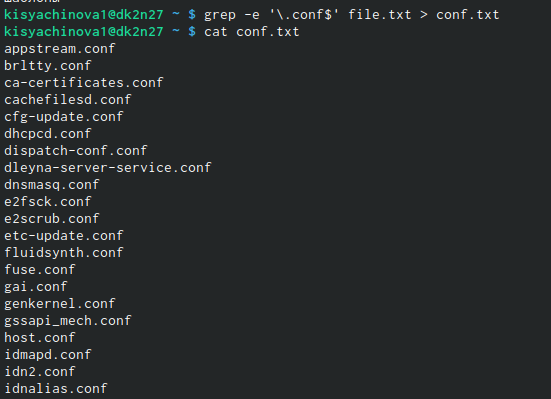 kisyachinova1@dk2n27 ~ $ grep -e '\.conf$' file.txt > conf.txt
kisyachinova1@dk2n27 ~ $ cat conf.txt
appstream.conf
brltty.conf
ca-certificates.conf
cachefilesd.conf
cfg-update.conf
dhcpcd.conf
dispatch-conf.conf
dleyna-server-service.conf
dnsmasq.conf
e2fsck.conf
e2scrub.conf
etc-update.conf
fluidsynth.conf
fuse.conf
gai.conf
genkernel.conf
gssapi_mech.conf
host.conf
idmapd.conf
idn2.conf
idnalias.conf